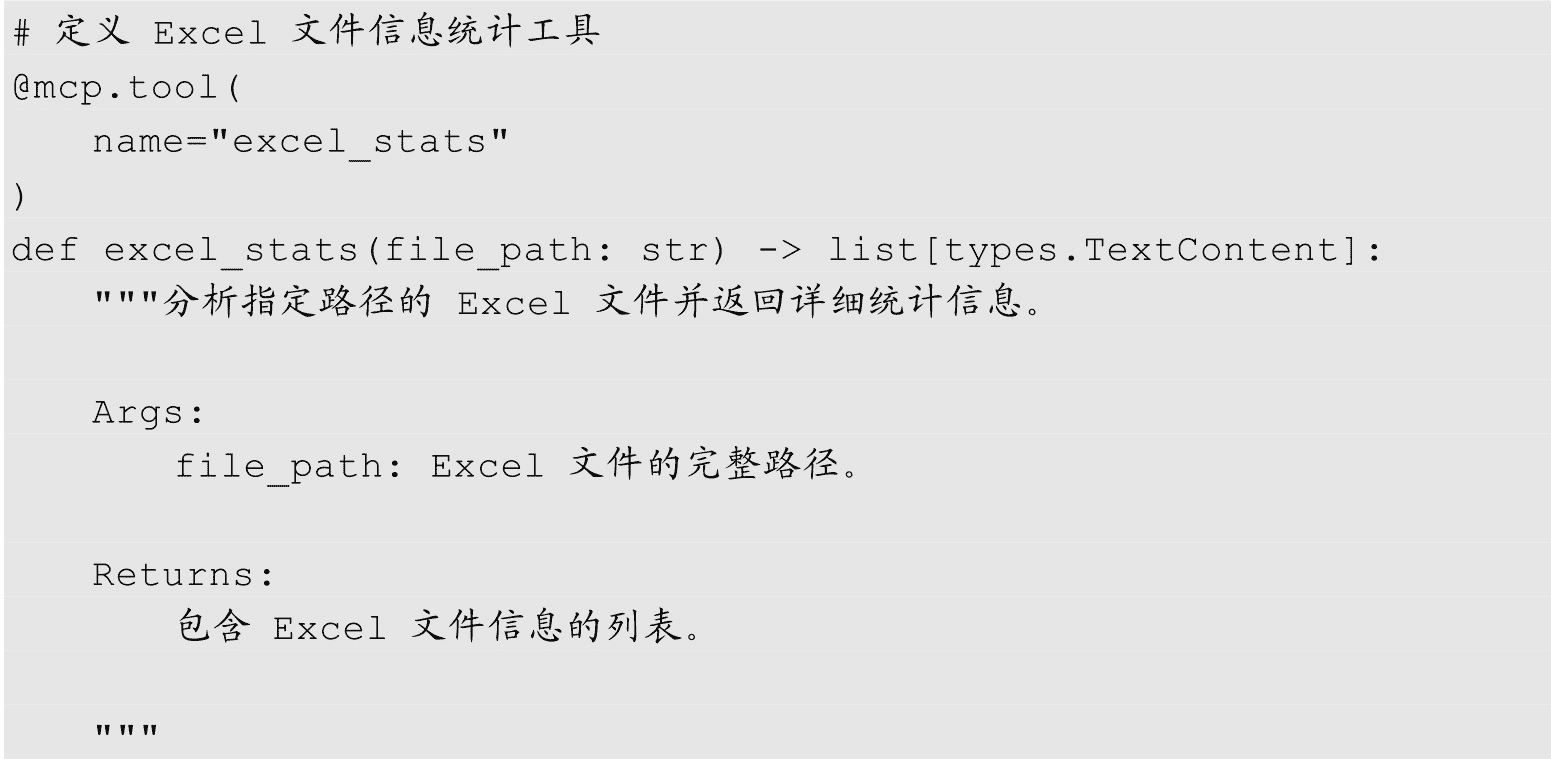 # 定义 Excel 文件信息统计工具
@mcp.tool(
    name="excel_stats"
)
def excel_stats(file_path: str) -> list[types.TextContent]:
    """分析指定路径的 Excel 文件并返回详细统计信息。
    Args:
        file_path: Excel 文件的完整路径。
    Returns:
        包含 Excel 文件信息的列表。
    """